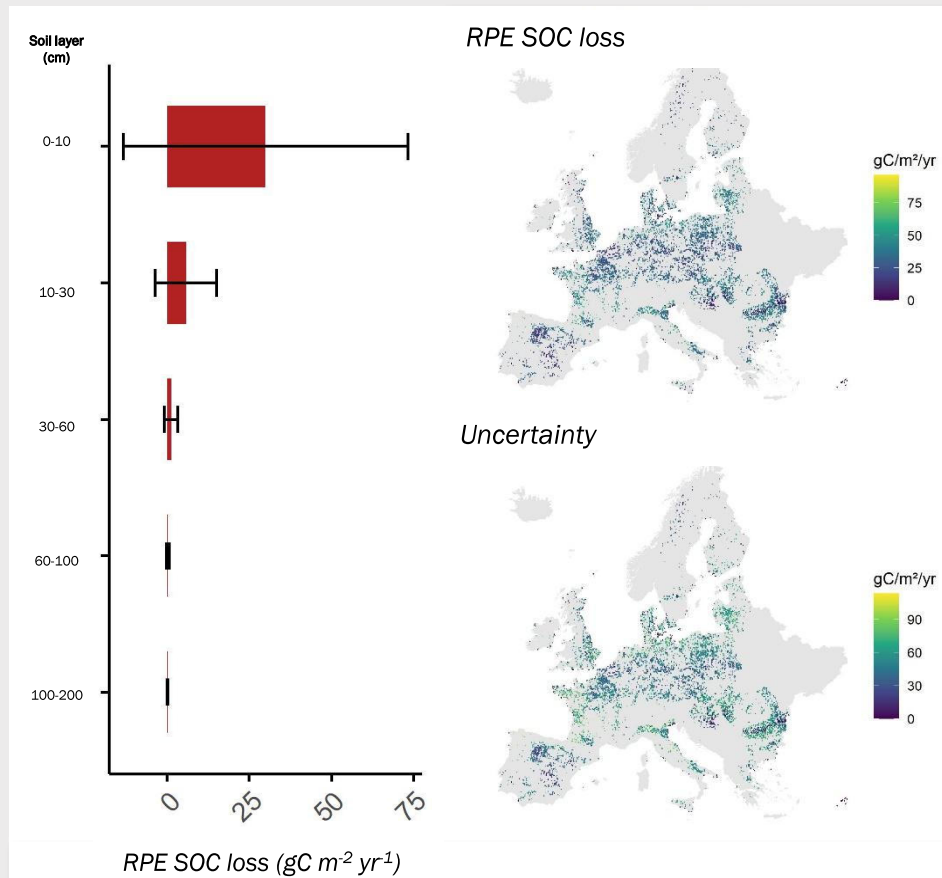 Soil layer
(cm)
0-10
10-30
30-60
60-100
100-200
0
25
50
75
RPE SOC loss (gC m⁻² yr⁻¹)
RPE SOC loss
gC/m²/yr
75
50
25
0
Uncertainty
gC/m²/yr
90
60
30
0